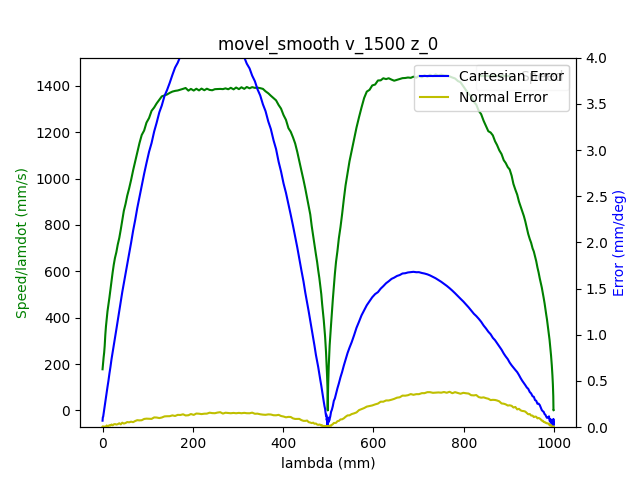 movel_smooth v_1500 z_0
1400
1200
1000
800
600
400
200
0
Speed/lamdot (mm/s)
4.0
3.5
3.0
2.5
2.0
1.5
1.0
0.5
0.0
Error (mm/deg)
Cartesian Error
Normal Error
0 200 400 600 800 1000
lambda (mm)